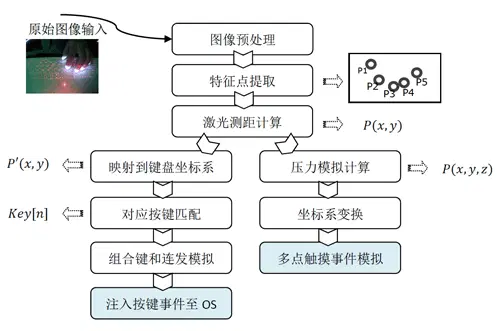 原始图像输入
图像预处理
特征点提取
P1
P2
P3
P4
P5
激光测距计算
P(x,y)
P′(x,y)
映射到键盘坐标系
压力模拟计算
P(x,y,z)
Key[n]
对应按键匹配
坐标系变换
组合键和连发模拟
多点触摸事件模拟
注入按键事件至 OS